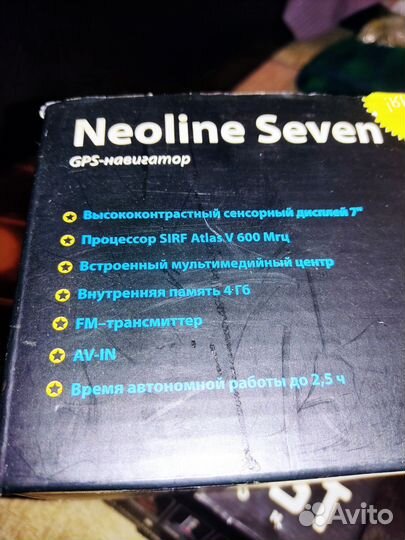 Neoline Seven
GPS-навигатор
Высококонтрастный сенсорный дисплей 7"
Процессор SIRF Atlas.V 600 Мгц
Встроенный мультимедийный центр
Внутренняя память 4 Гб
FM-трансмиттер
AV-IN
Время автономной работы до 2,5 ч
Avito